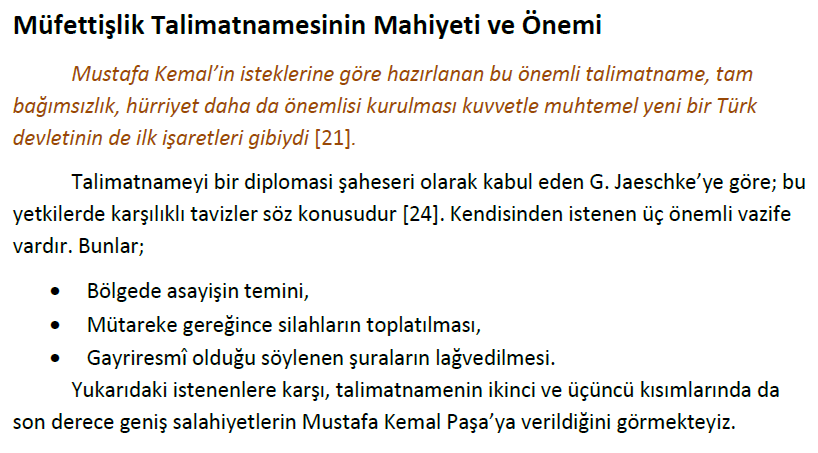 Müfettişlik Talimatnamesinin Mahiyeti ve Önemi
Mustafa Kemal’in isteklerine göre hazırlanan bu önemli talimatname, tam
bağımsızlık, hürriyet daha da önemlisi kurulması kuvvetle muhtemel yeni bir Türk
devletinin de ilk işaretleri gibiydi [21].
Talimatnameyi bir diplomasi şaheseri olarak kabul eden G. Jaeschke’ye göre; bu
yetkilerde karşılıklı tavizler söz konusudur [24]. Kendisinden istenen üç önemli vazife
vardır. Bunlar;
• Bölgede asayişin temini,
• Mütareke gereğince silahların toplatılması,
• Gayriresmî olduğu söylenen şuraların lağvedilmesi.
Yukarıdaki istenenlere karşı, talimatnamenin ikinci ve üçüncü kısımlarında da
son derece geniş salahiyetlerin Mustafa Kemal Paşa’ya verildiğini görmekteyiz.